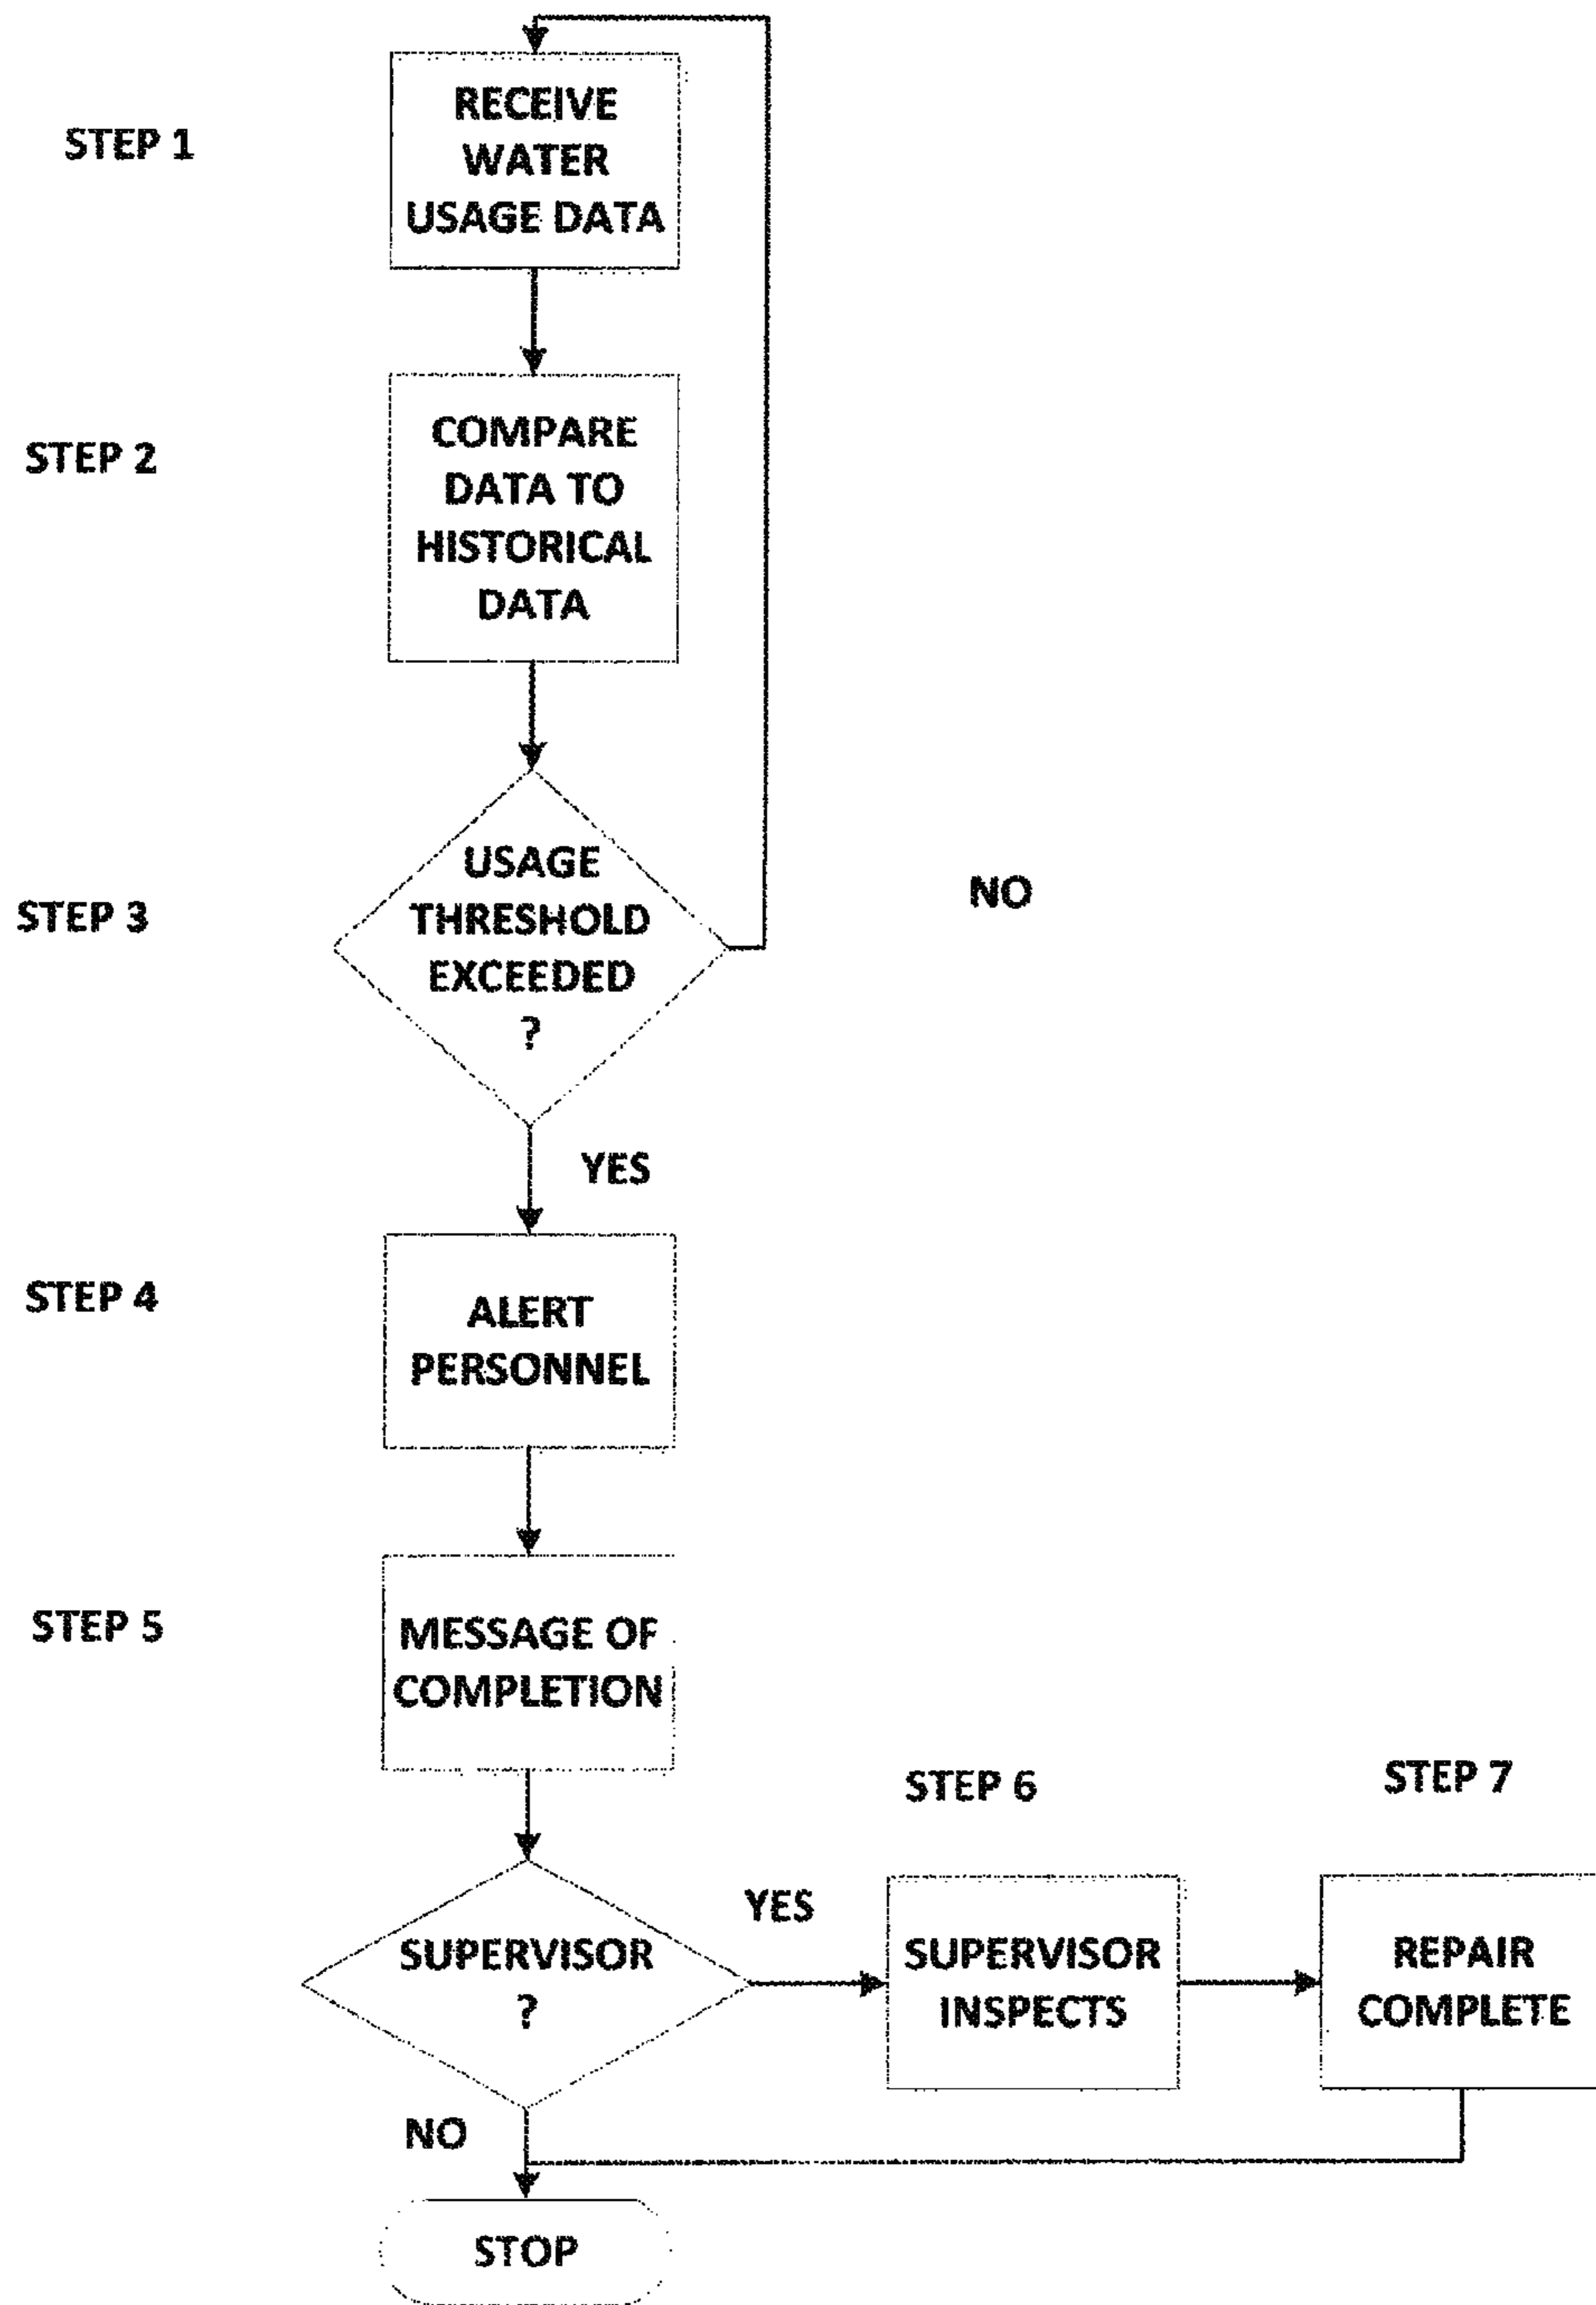 STEP 1
RECEIVE
WATER
USAGE DATA
STEP 2
COMPARE
DATA TO
HISTORICAL
DATA
STEP 3
USAGE
THRESHOLD
EXCEEDED
?
NO
YES
STEP 4
ALERT
PERSONNEL
STEP 5
MESSAGE OF
COMPLETION
SUPERVISOR
?
YES
STEP 6
SUPERVISOR
INSPECTS
STEP 7
REPAIR
COMPLETE
NO
STOP